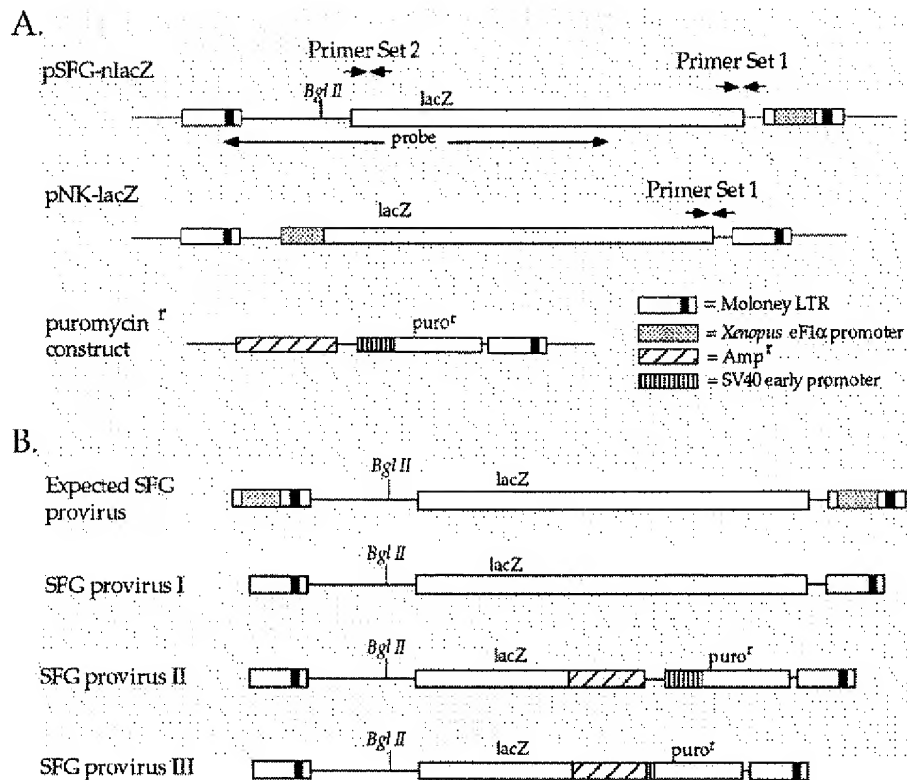 A.
Primer Set 2
pSFG-nlacZ
Primer Set 1
Bgl II
lacZ
probe
pNK-lacZ
Primer Set 1
lacZ
puromycin r
construct
puro r
= Moloney LTR
= Xenopus eF1α promoter
= Amp r
= SV40 early promoter
B.
Expected SFG
provirus
Bgl II
lacZ
SFG provirus I
Bgl II
lacZ
SFG provirus II
Bgl II
lacZ
puro r
SFG provirus III
Bgl II
lacZ
puro r